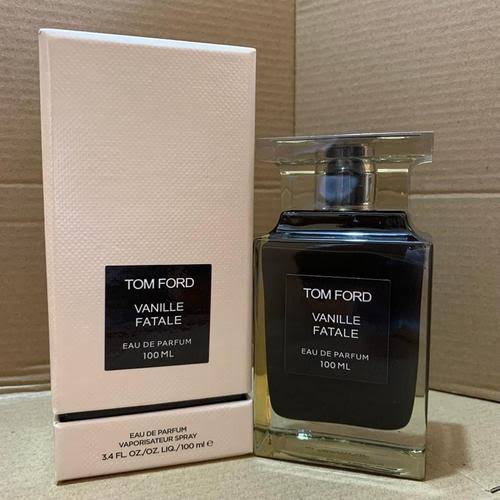 TOM FORD
VANILLE
FATALE
EAU DE PARFUM
100 ML
EAU DE PARFUM
VAPORISATEUR SPRAY
3.4 FL. OZ./OZ. LIQ./100 ml ℮
TOM FORD
VANILLE
FATALE
EAU DE PARFUM
100 ML